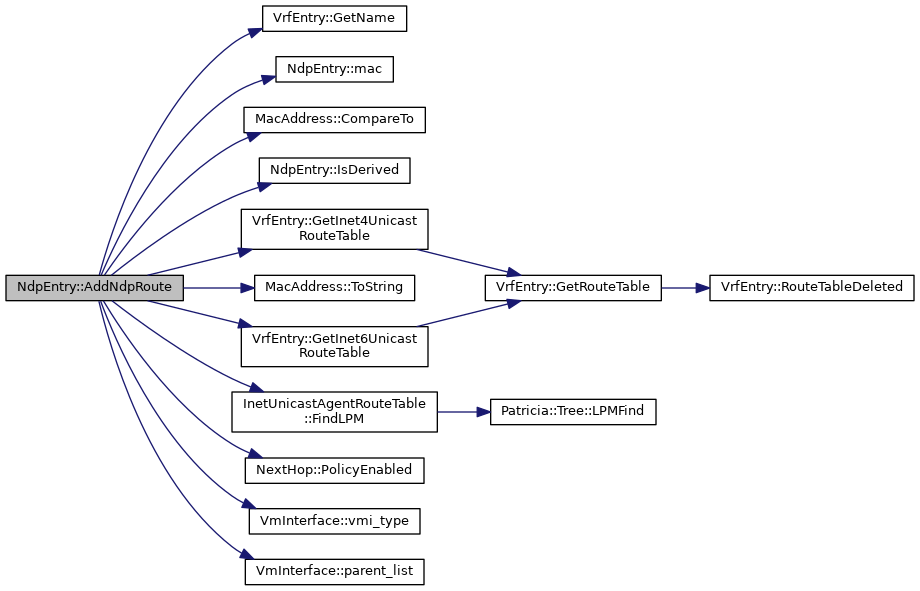 VrfEntry::GetName
NdpEntry::mac
MacAddress::CompareTo
NdpEntry::IsDerived
VrfEntry::GetInet4Unicast
RouteTable
NdpEntry::AddNdpRoute
MacAddress::ToString
VrfEntry::GetRouteTable
VrfEntry::RouteTableDeleted
VrfEntry::GetInet6Unicast
RouteTable
InetUnicastAgentRouteTable
::FindLPM
Patricia::Tree::LPMFind
NextHop::PolicyEnabled
VmInterface::vmi_type
VmInterface::parent_list